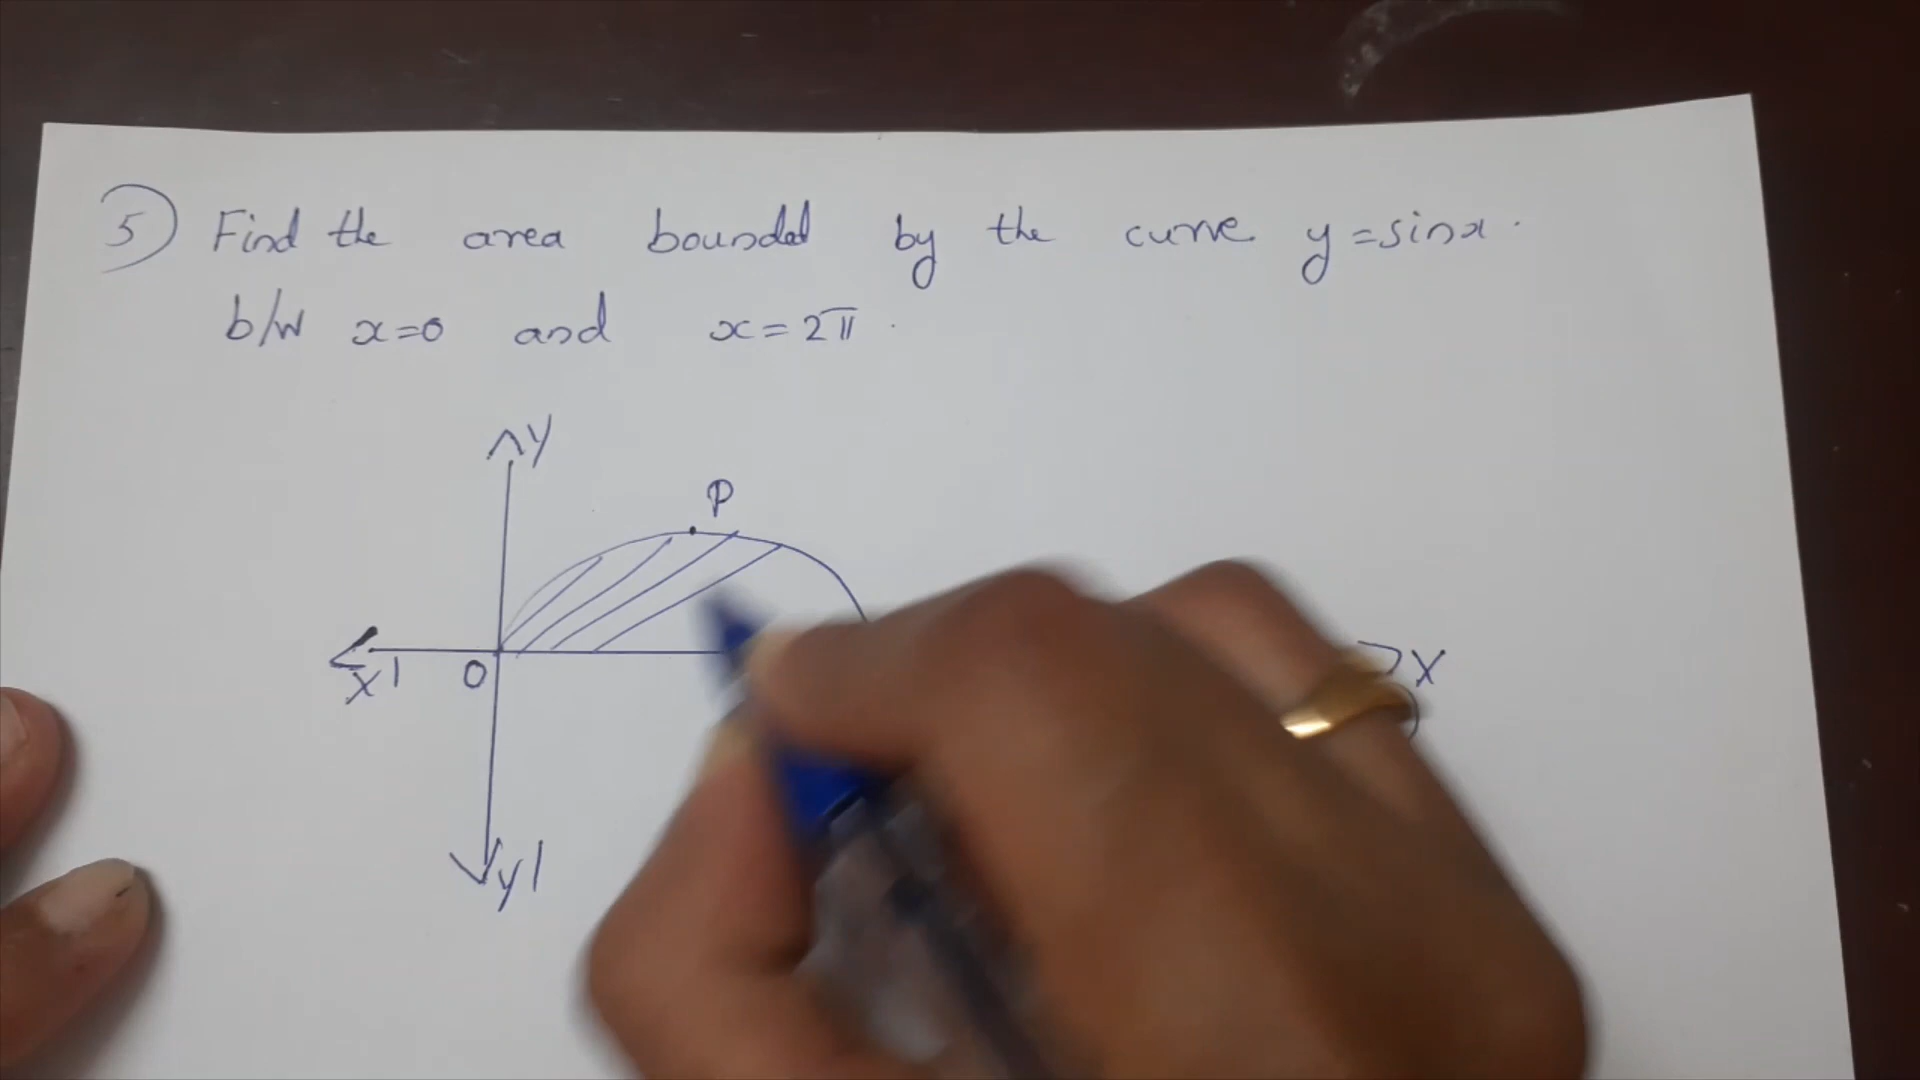 5) Find the area bounded by the curve y=sinx.
b/w x=0 and x=2π.
Y
P
X' O X
Y'